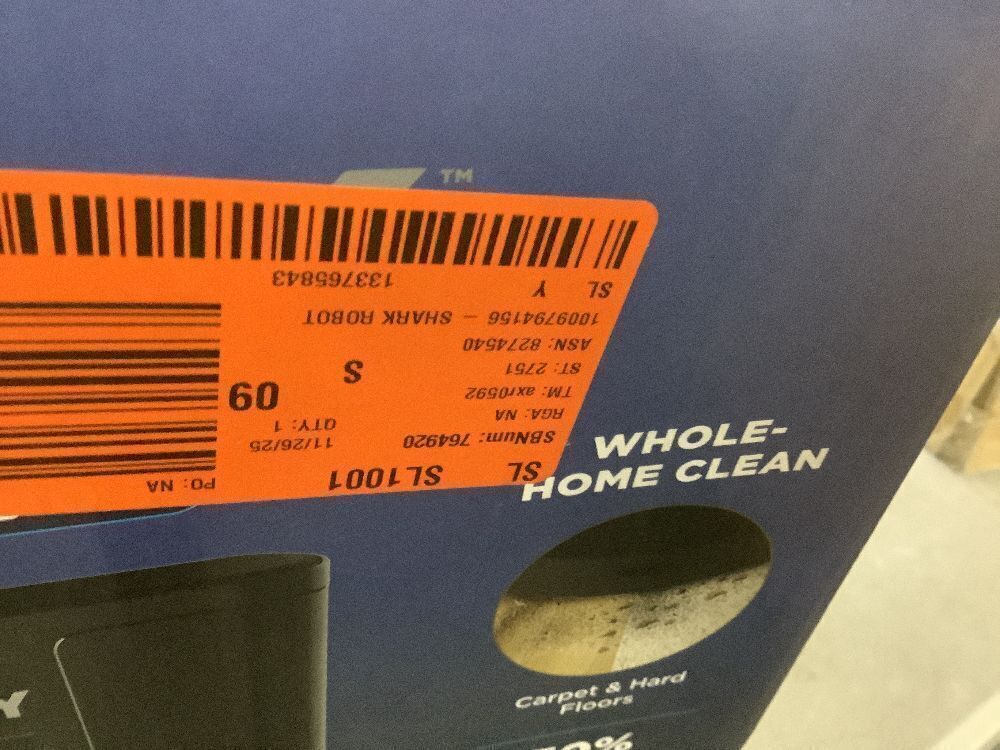 TM
SL SL1001 PO: NA
SBNum: 764920 11/26/25
RGA: NA QTY: 1
TM: axr0592 09
ST: 2751 S
ASN: 8274540
1009794156 - SHARK ROBOT
SL Y 133765843
WHOLE-
HOME CLEAN
Carpet & Hard
Floors